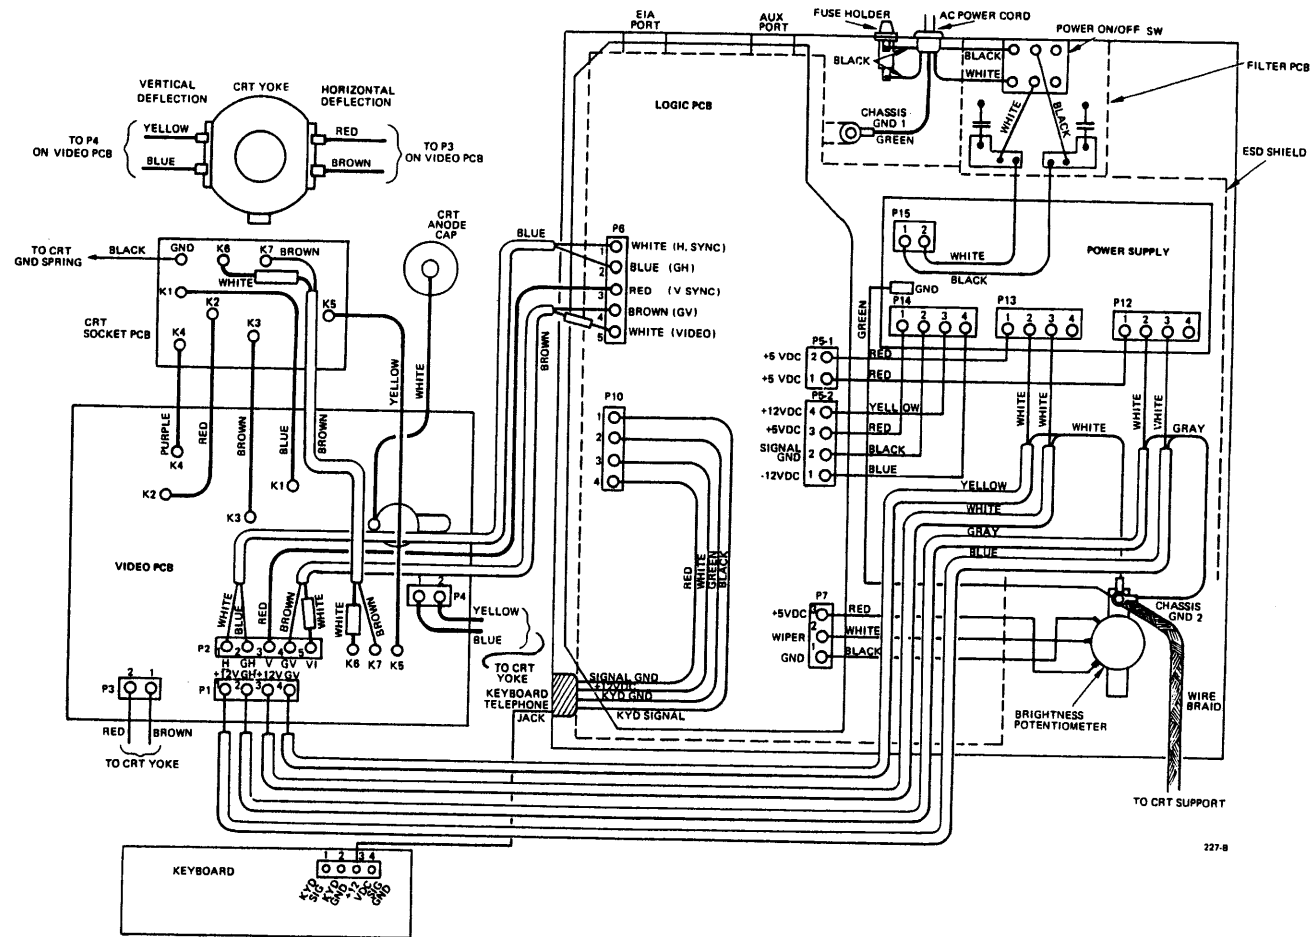 EIA PORT
AUX PORT
FUSE HOLDER
AC POWER CORD
POWER ON/OFF SW
BLACK
BLACK
WHITE
FILTER PCB
LOGIC PCB
CHASSIS GND 1
GREEN
WHITE
BLACK
ESD SHIELD
VERTICAL DEFLECTION
CRT YOKE
HORIZONTAL DEFLECTION
YELLOW
BLUE
RED
BROWN
TO P4 ON VIDEO PCB
TO P3 ON VIDEO PCB
CRT ANODE CAP
TO CRT GND SPRING
BLACK
GND
K6
K7
BROWN
WHITE
K1
K2
K3
K4
K5
CRT SOCKET PCB
BLUE
BROWN
P6
1 WHITE (H. SYNC)
2 BLUE (GH)
3 RED (V SYNC)
4 BROWN (GV)
5 WHITE (VIDEO)
P15
1 2
WHITE
BLACK
POWER SUPPLY
GND
GREEN
P14
1 2 3 4
P13
1 2 3 4
P12
1 2 3 4
P5-1
+5 VDC 2 RED
+5 VDC 1 RED
P5-2
+12VDC 4 YELLOW
+5VDC 3 RED
SIGNAL GND 2 BLACK
-12VDC 1 BLUE
WHITE
WHITE
WHITE
WHITE
WHITE
GRAY
YELLOW
WHITE
GRAY
BLUE
PURPLE
RED
BROWN
BLUE
BROWN
YELLOW
WHITE
K4
K2
K3
K1
P10
1
2
3
4
RED
WHITE
GREEN
BLACK
VIDEO PCB
WHITE
BLUE
RED
BROWN
WHITE
WHITE
BROWN
K6 K7 K5
1 2
P4
YELLOW
BLUE
TO CRT YOKE
P2
1 2 3 4 5
H GH V GV VI
+12V GH +12V GV
P1
1 2 3 4
P3
2 1
RED
BROWN
TO CRT YOKE
KEYBOARD TELEPHONE JACK
SIGNAL GND
+12VDC
KYD GND
KYD SIGNAL
P7
+5VDC 3 RED
WIPER 2 WHITE
GND 1 BLACK
CHASSIS GND 2
BRIGHTNESS POTENTIOMETER
WIRE BRAID
TO CRT SUPPORT
227-B
KEYBOARD
1 2 3 4
KYD SIG
KYD GND
+12 VDC
SIG GND